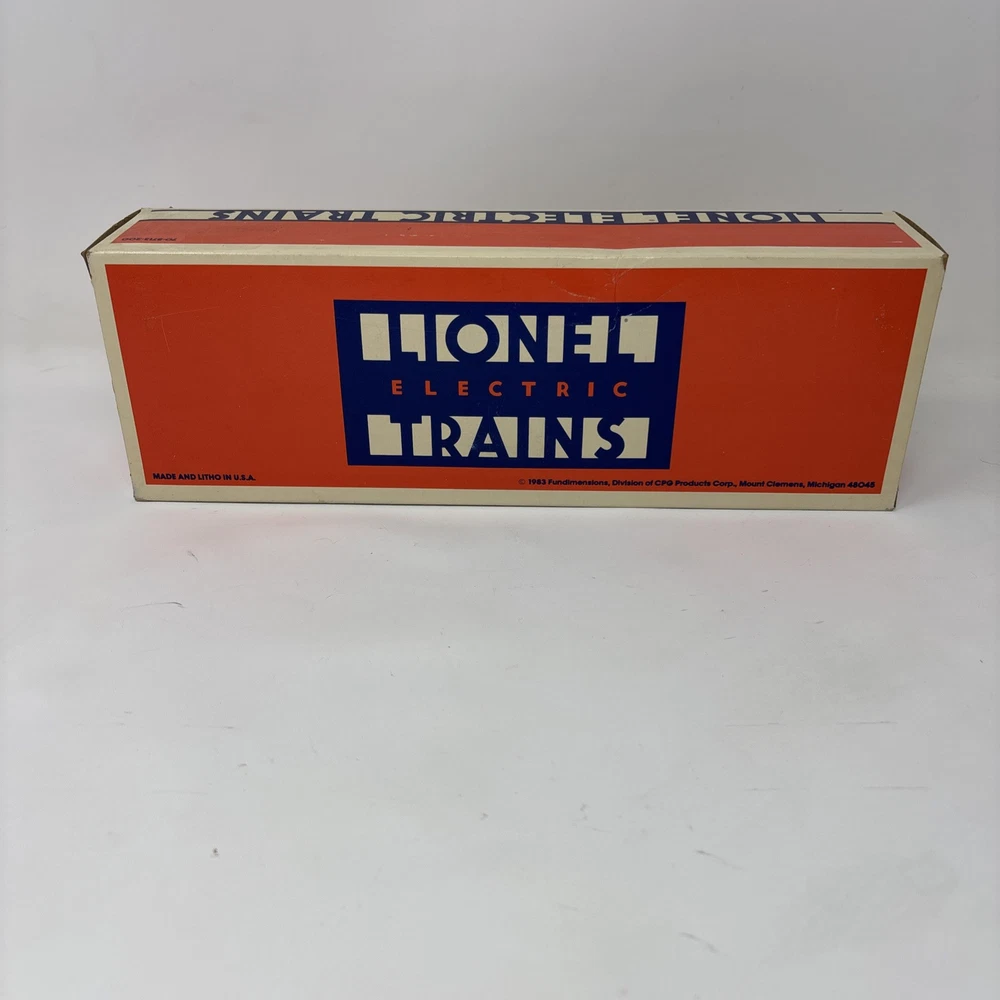 LIONEL ELECTRIC TRAINS
LIONEL
ELECTRIC
TRAINS
MADE AND LITHO IN U.S.A.
© 1983 Fundimensions, Division of CPG Products Corp., Mount Clemens, Michigan 48045